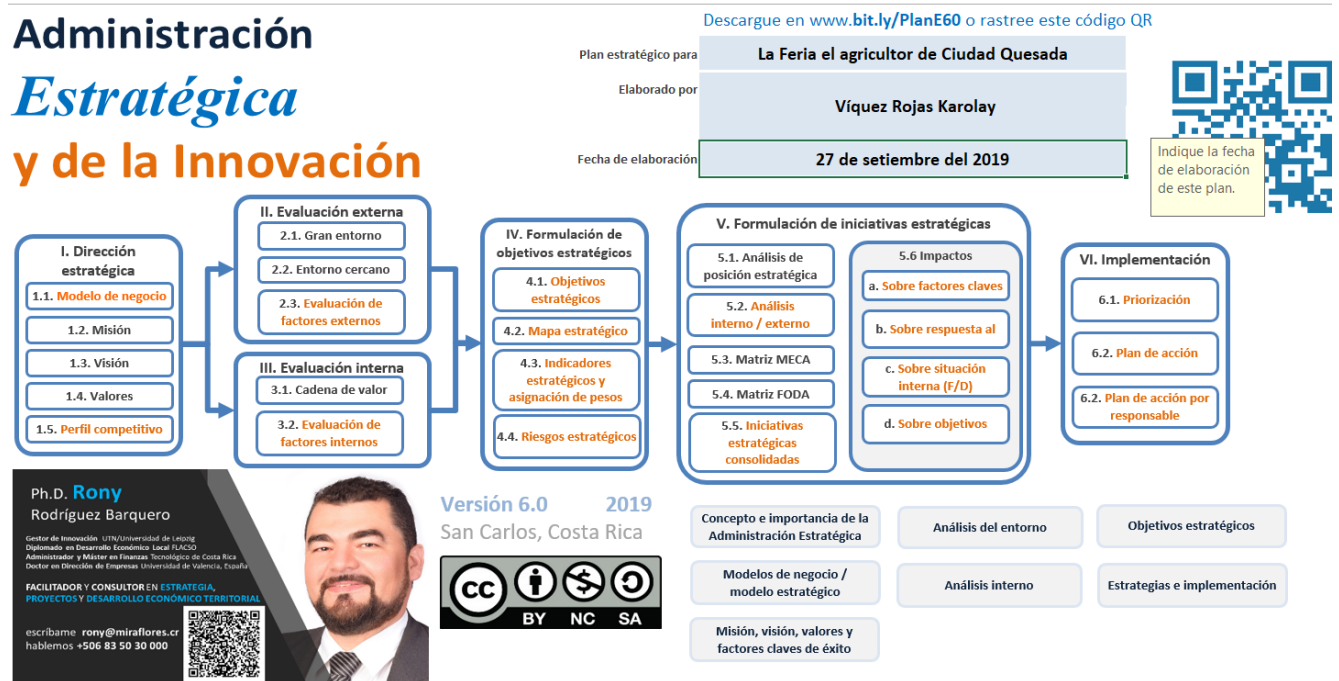 Administración
Estratégica
y de la Innovación
Descargue en www.bit.ly/PlanE60 o rastree este código QR
Plan estratégico para
La Feria el agricultor de Ciudad Quesada
Elaborado por
Víquez Rojas Karolay
Fecha de elaboración
27 de setiembre del 2019
Indique la fecha
de elaboración
de este plan.
I. Dirección
estratégica
1.1. Modelo de negocio
1.2. Misión
1.3. Visión
1.4. Valores
1.5. Perfil competitivo
II. Evaluación externa
2.1. Gran entorno
2.2. Entorno cercano
2.3. Evaluación de
factores externos
III. Evaluación interna
3.1. Cadena de valor
3.2. Evaluación de
factores internos
IV. Formulación de
objetivos estratégicos
4.1. Objetivos
estratégicos
4.2. Mapa estratégico
4.3. Indicadores
estratégicos y
asignación de pesos
4.4. Riesgos estratégicos
V. Formulación de iniciativas estratégicas
5.1. Análisis de
posición estratégica
5.2. Análisis
interno / externo
5.3. Matriz MECA
5.4. Matriz FODA
5.5. Iniciativas
estratégicas
consolidadas
5.6 Impactos
a. Sobre factores claves
b. Sobre respuesta al
c. Sobre situación
interna (F/D)
d. Sobre objetivos
VI. Implementación
6.1. Priorización
6.2. Plan de acción
6.2. Plan de acción por
responsable
Ph.D. Rony
Rodríguez Barquero
Gestor de Innovación UTN/Universidad de Leipzig
Diplomado en Desarrollo Económico Local FLACSO
Administrador y Máster en Finanzas Tecnológico de Costa Rica
Doctor en Dirección de Empresas Universidad de Valencia, España
FACILITADOR Y CONSULTOR EN ESTRATEGIA,
PROYECTOS Y DESARROLLO ECONÓMICO TERRITORIAL
escríbame rony@miraflores.cr
hablemos +506 83 50 30 000
Versión 6.0 2019
San Carlos, Costa Rica
cc
BY NC SA
Concepto e importancia de la
Administración Estratégica
Análisis del entorno
Objetivos estratégicos
Modelos de negocio /
modelo estratégico
Análisis interno
Estrategias e implementación
Misión, visión, valores y
factores claves de éxito